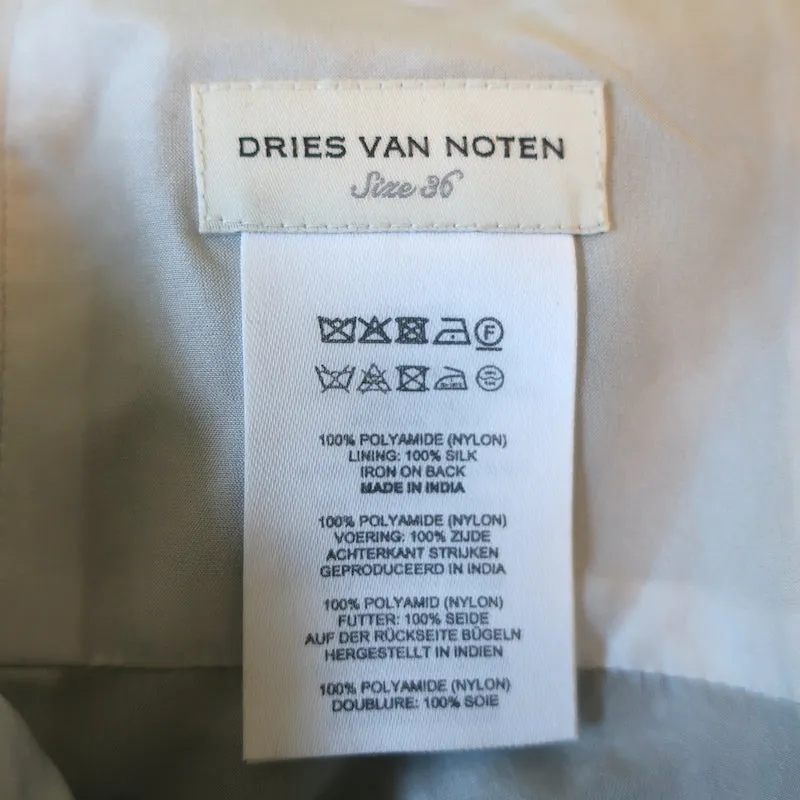 DRIES VAN NOTEN
Size 36
F
100% POLYAMIDE (NYLON)
LINING: 100% SILK
IRON ON BACK
MADE IN INDIA
100% POLYAMIDE (NYLON)
VOERING: 100% ZIJDE
ACHTERKANT STRIJKEN
GEPRODUCEERD IN INDIA
100% POLYAMID (NYLON)
FUTTER: 100% SEIDE
AUF DER RÜCKSEITE BÜGELN
HERGESTELLT IN INDIEN
100% POLYAMIDE (NYLON)
DOUBLURE: 100% SOIE